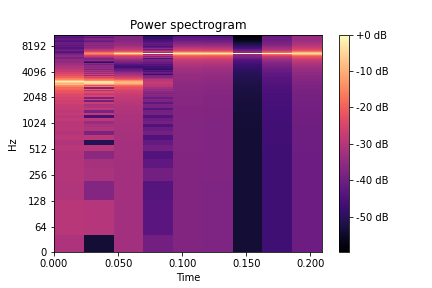 Power spectrogram
8192
4096
2048
1024
512
256
128
64
0
Hz
0.000 0.050 0.100 0.150 0.200
Time
+0 dB
-10 dB
-20 dB
-30 dB
-40 dB
-50 dB